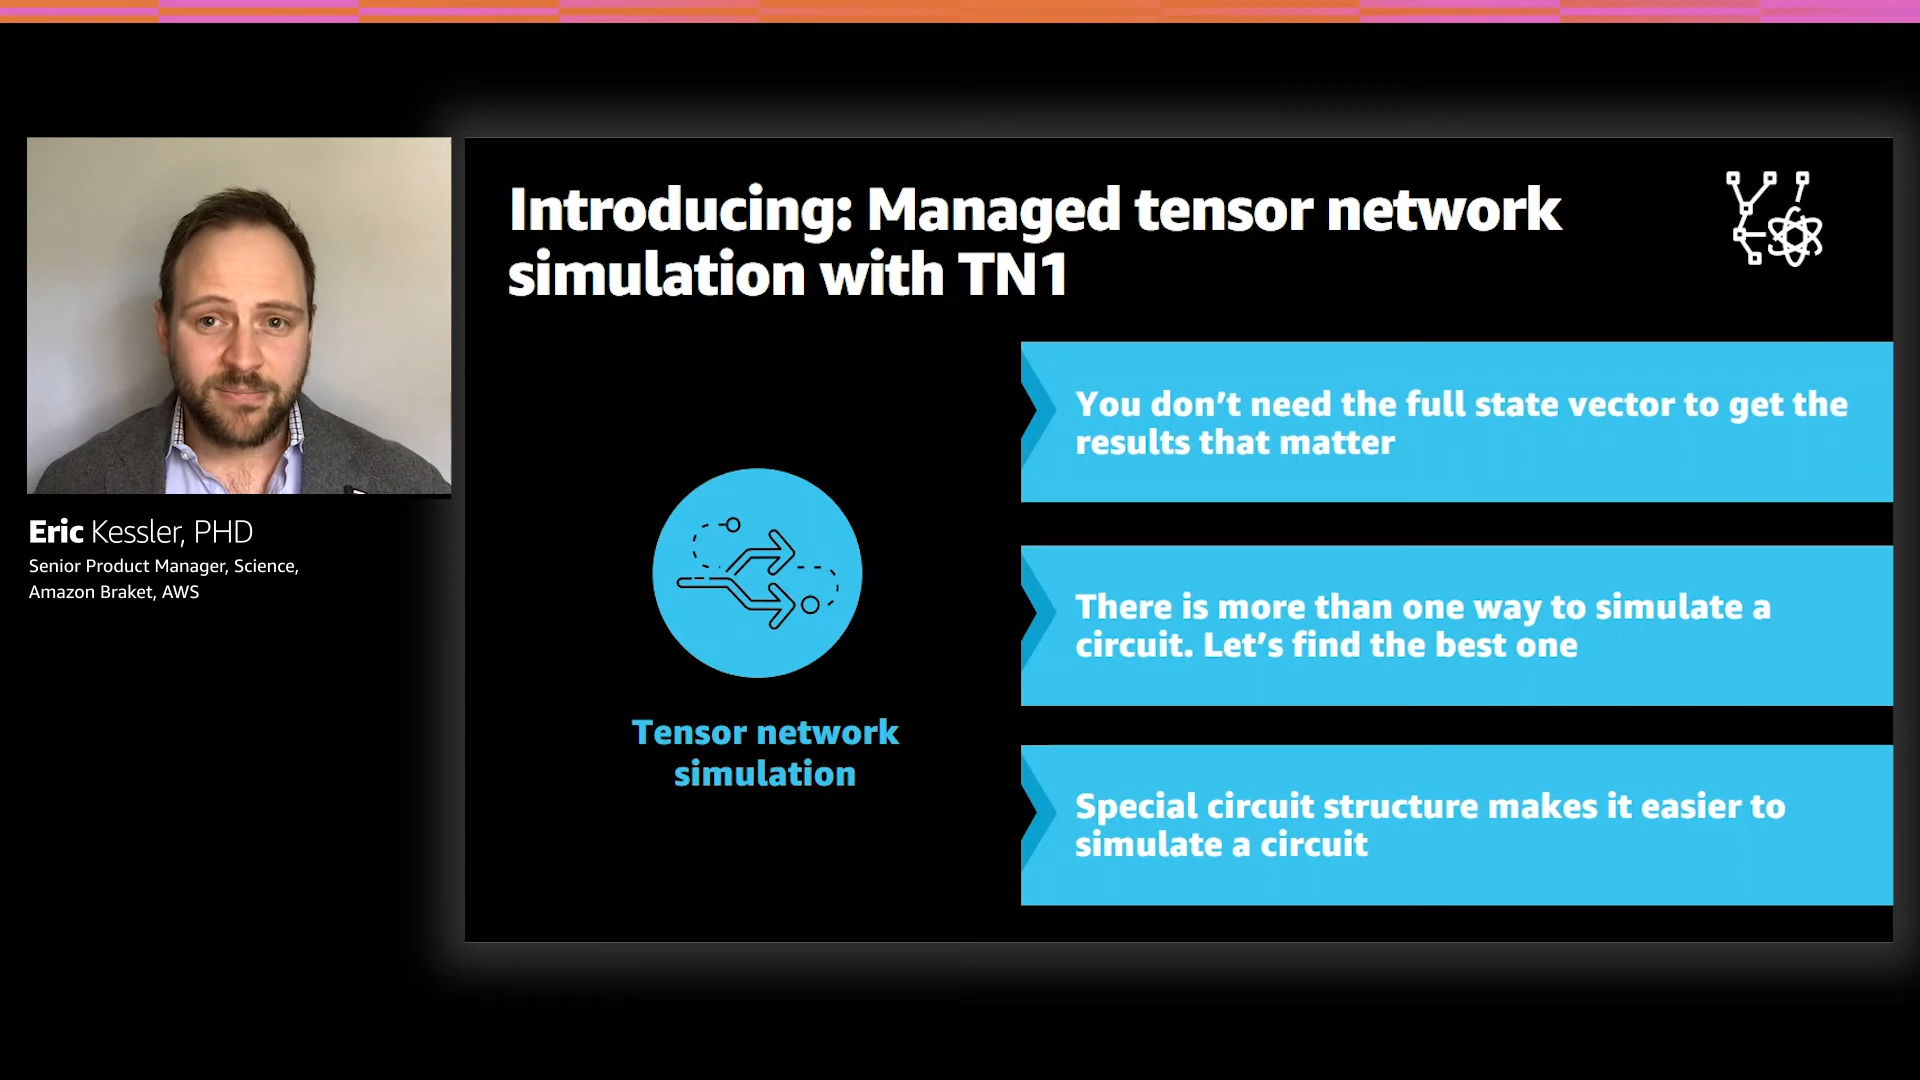 Introducing: Managed tensor network
simulation with TN1
You don’t need the full state vector to get the
results that matter
There is more than one way to simulate a
circuit. Let’s find the best one
Special circuit structure makes it easier to
simulate a circuit
Tensor network
simulation
Eric Kessler, PHD
Senior Product Manager, Science,
Amazon Braket, AWS